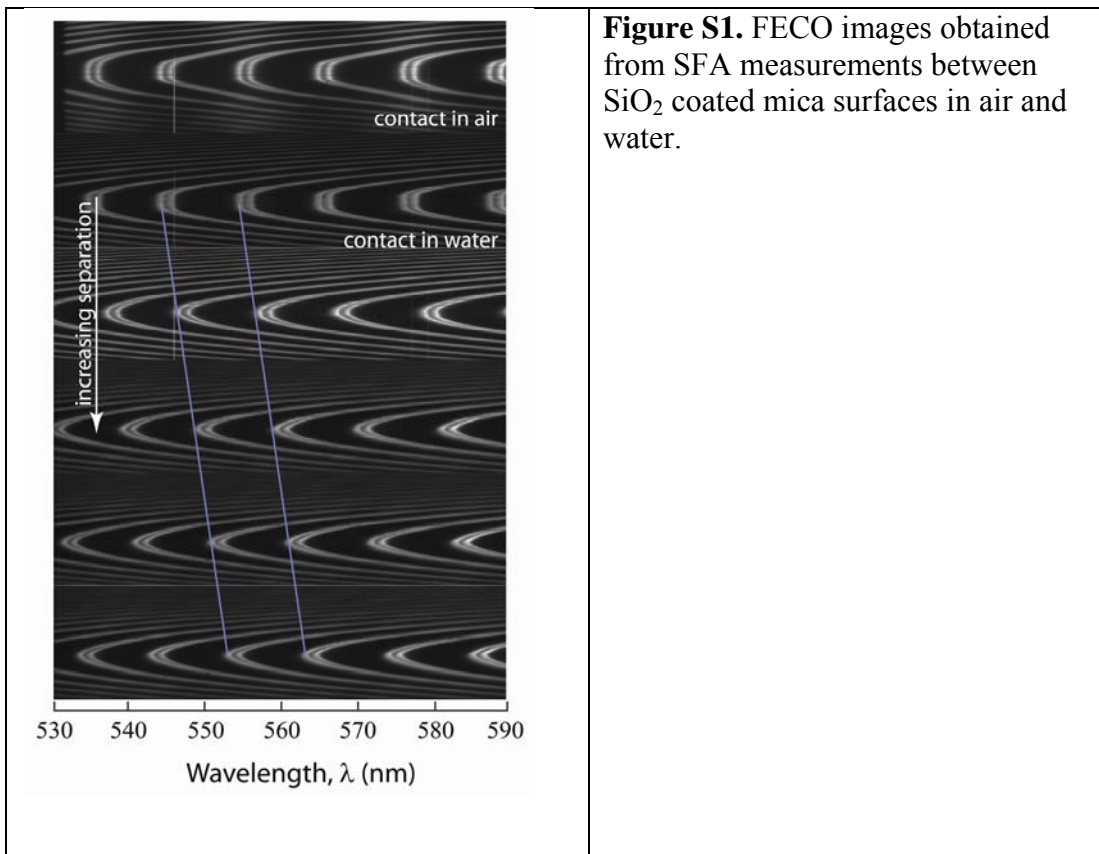 contact in air
contact in water
increasing separation
530 540 550 560 570 580 590
Wavelength, λ (nm)
Figure S1. FECO images obtained
from SFA measurements between
SiO₂ coated mica surfaces in air and
water.